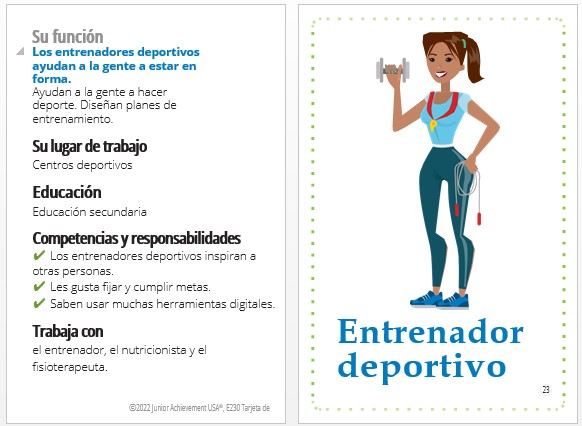 Su función
Los entrenadores deportivos
ayudan a la gente a estar en
forma.
Ayudan a la gente a hacer
deporte. Diseñan planes de
entrenamiento.
Su lugar de trabajo
Centros deportivos
Educación
Educación secundaria
Competencias y responsabilidades
✔ Los entrenadores deportivos inspiran a
otras personas.
✔ Les gusta fijar y cumplir metas.
✔ Saben usar muchas herramientas digitales.
Trabaja con
el entrenador, el nutricionista y el
fisioterapeuta.
©2022 Junior Achievement USA®, E230 Tarjeta de
Entrenador
deportivo
23